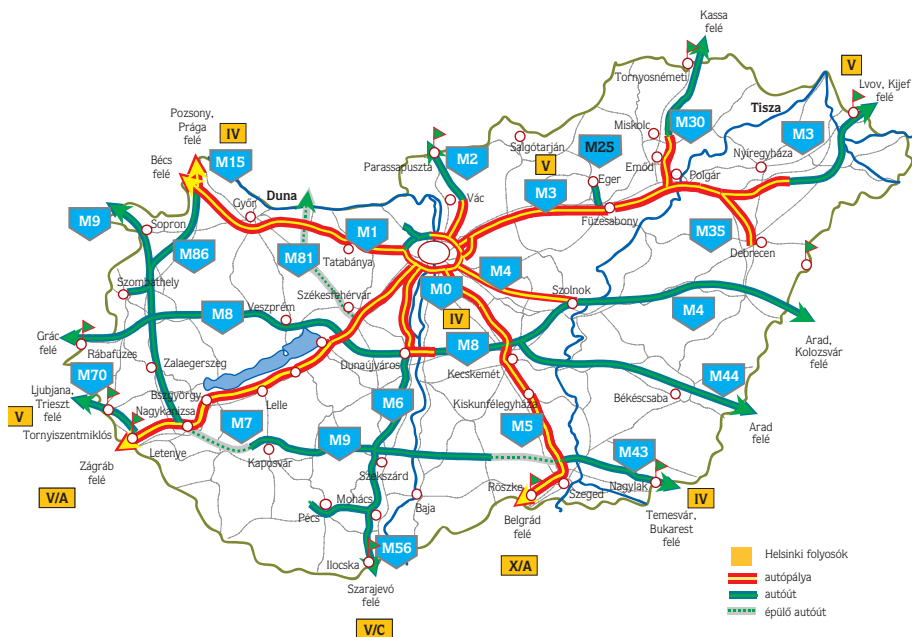 Kassa
felé
Tornyosnémeti
V
Lvov, Kijef
felé
Tisza
Pozsony,
Prága
felé
IV
Bécs
felé
M15
Miskolc
M30
M3
Salgótarján
M25
Parassapuszta
M2
V
Eger
Emőd
Nyíregyháza
Polgár
Vác
M3
Duna
Győr
M9
Sopron
M1
Füzesabony
M35
Debrecen
M86
M81
Tatabánya
M4
Szombathely
Székesfehérvár
M0
Szolnok
M4
Veszprém
M8
IV
Grác
felé
Rábafüzes
M8
Arad,
Kolozsvár
felé
Zalaegerszeg
Dunaújváros
Kecskemét
M70
M44
Ljubjana,
Trieszt
felé
Bszgyörgy
Lelle
M6
Kiskunfélegyháza
Békéscsaba
V
Nagykanizsa
M7
Arad
felé
Tornyiszentmiklós
Letenye
M9
M5
Kaposvár
M43
Zágráb
felé
Szekszárd
V/A
Röszke
Szeged
Nagylak
IV
Mohács
Baja
Pécs
Belgrád
felé
Temesvár,
Bukarest
felé
M56
Ilocska
X/A
Szarajevó
felé
V/C
Helsinki folyosók
autópálya
autóút
épülő autóút